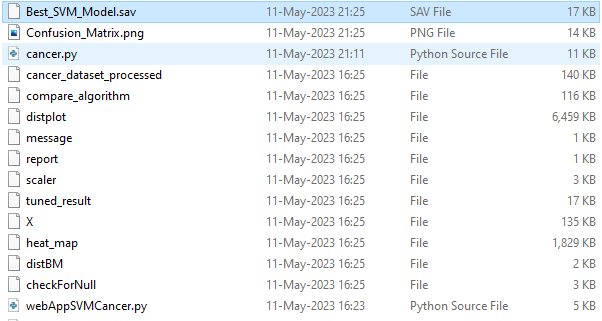 Best_SVM_Model.sav 11-May-2023 21:25 SAV File 17 KB
Confusion_Matrix.png 11-May-2023 21:25 PNG File 14 KB
cancer.py 11-May-2023 21:11 Python Source File 11 KB
cancer_dataset_processed 11-May-2023 16:25 File 140 KB
compare_algorithm 11-May-2023 16:25 File 116 KB
distplot 11-May-2023 16:25 File 6,459 KB
message 11-May-2023 16:25 File 1 KB
report 11-May-2023 16:25 File 1 KB
scaler 11-May-2023 16:25 File 3 KB
tuned_result 11-May-2023 16:25 File 17 KB
X 11-May-2023 16:25 File 135 KB
heat_map 11-May-2023 16:25 File 1,829 KB
distBM 11-May-2023 16:25 File 2 KB
checkForNull 11-May-2023 16:25 File 3 KB
webAppSVMCancer.py 11-May-2023 16:23 Python Source File 5 KB